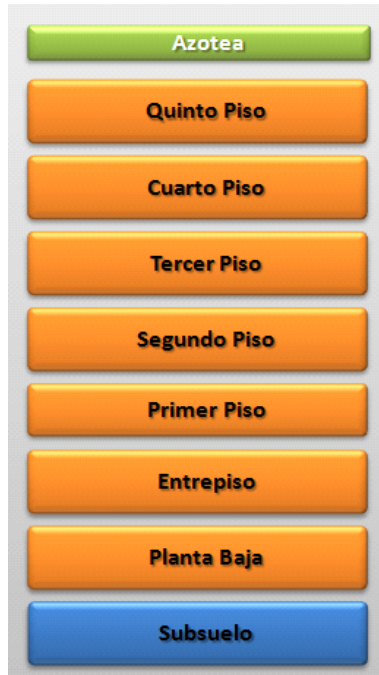 Azotea
Quinto Piso
Cuarto Piso
Tercer Piso
Segundo Piso
Primer Piso
Entrepiso
Planta Baja
Subsuelo